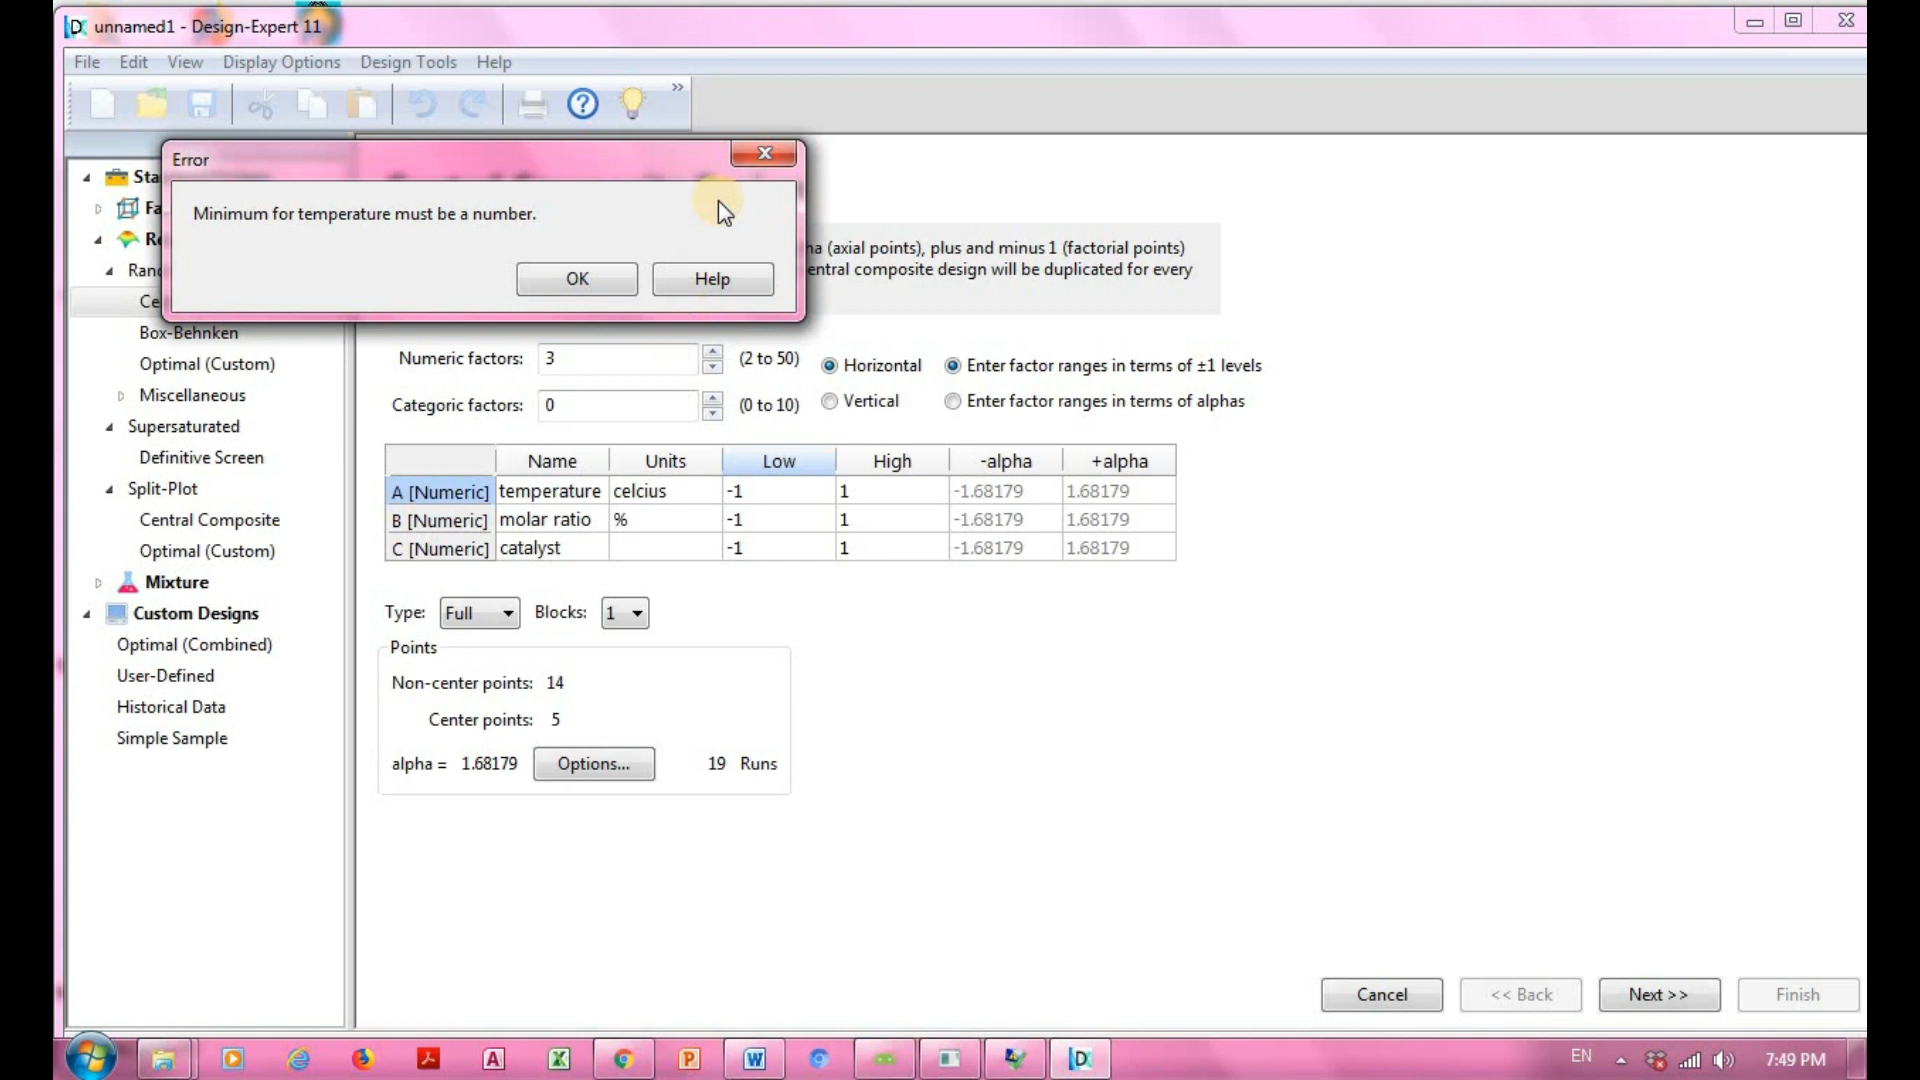 unnamed1 - Design-Expert 11
File Edit View Display Options Design Tools Help
»
Error
Minimum for temperature must be a number.
OK Help
(axial points), plus and minus 1 (factorial points)
entral composite design will be duplicated for every
Sta
Fa
Re
Ranc
Ce
Box-Behnken
Optimal (Custom)
Miscellaneous
Supersaturated
Definitive Screen
Split-Plot
Central Composite
Optimal (Custom)
Mixture
Custom Designs
Optimal (Combined)
User-Defined
Historical Data
Simple Sample
Numeric factors: 3 (2 to 50) Horizontal Enter factor ranges in terms of ±1 levels
Categoric factors: 0 (0 to 10) Vertical Enter factor ranges in terms of alphas
Name Units Low High -alpha +alpha
A [Numeric] temperature celcius -1 1 -1.68179 1.68179
B [Numeric] molar ratio % -1 1 -1.68179 1.68179
C [Numeric] catalyst -1 1 -1.68179 1.68179
Type: Full Blocks: 1
Points
Non-center points: 14
Center points: 5
alpha = 1.68179 Options... 19 Runs
Cancel << Back Next >> Finish
EN 7:49 PM